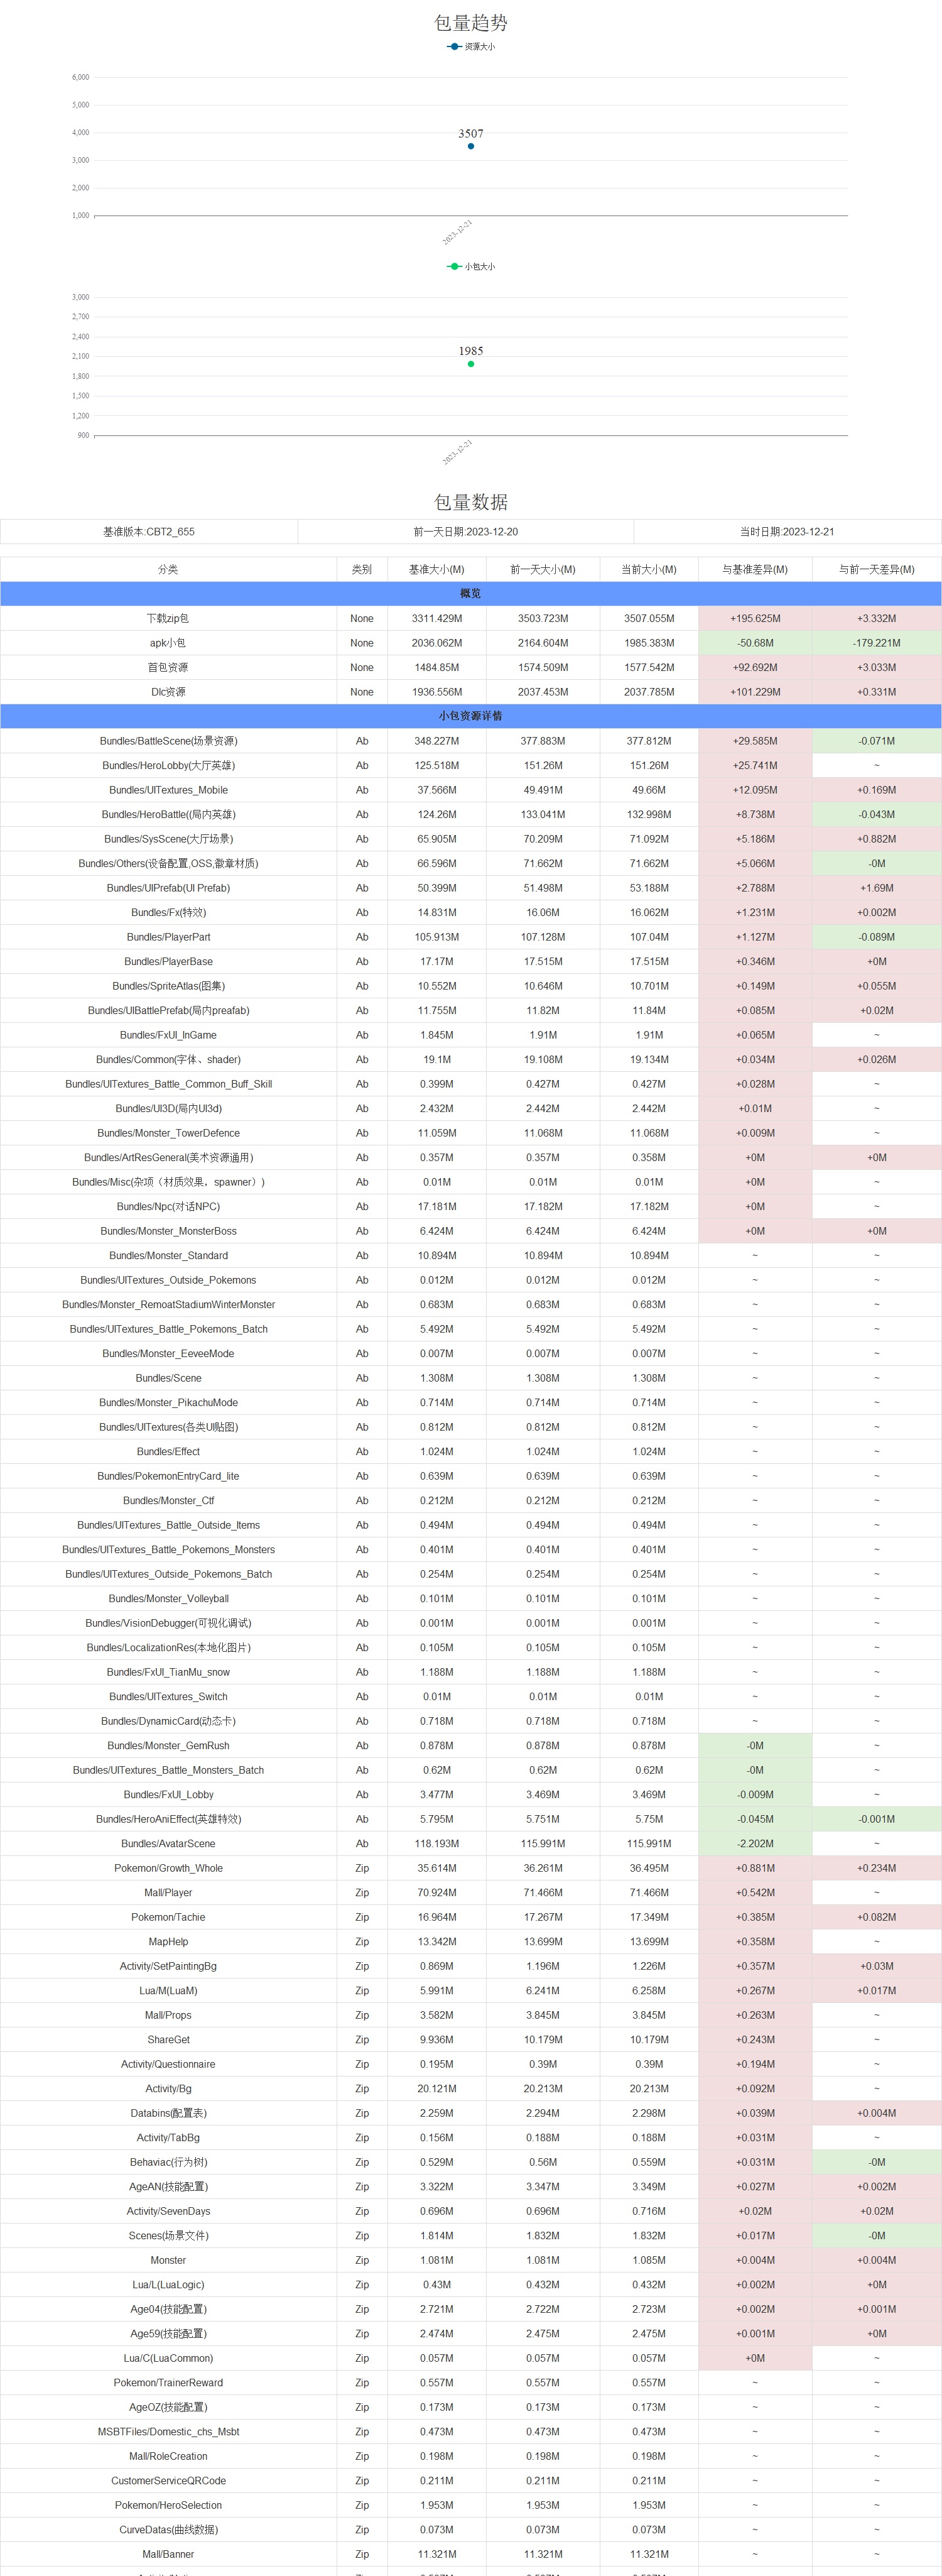 包量趋势
资源大小
6,000
5,000
4,000
3507
3,000
2,000
1,000
2023-12-21
小包大小
3,000
2,700
2,400
1985
2,100
1,800
1,500
1,200
900
2023-12-21
包量数据
基准版本:CBT2_655 前一天日期:2023-12-20 当时日期:2023-12-21
分类 类别 基准大小(M) 前一天大小(M) 当前大小(M) 与基准差异(M) 与前一天差异(M)
概览
下载zip包 None 3311.429M 3503.723M 3507.055M +195.625M +3.332M
apk小包 None 2036.062M 2164.604M 1985.383M -50.68M -179.221M
首包资源 None 1484.85M 1574.509M 1577.542M +92.692M +3.033M
Dlc资源 None 1936.556M 2037.453M 2037.785M +101.229M +0.331M
小包资源详情
Bundles/BattleScene(场景资源) Ab 348.227M 377.883M 377.812M +29.585M -0.071M
Bundles/HeroLobby(大厅英雄) Ab 125.518M 151.26M 151.26M +25.741M ~
Bundles/UITextures_Mobile Ab 37.566M 49.491M 49.66M +12.095M +0.169M
Bundles/HeroBattle((局内英雄) Ab 124.26M 133.041M 132.998M +8.738M -0.043M
Bundles/SysScene(大厅场景) Ab 65.905M 70.209M 71.092M +5.186M +0.882M
Bundles/Others(设备配置,OSS,徽章材质) Ab 66.596M 71.662M 71.662M +5.066M -0M
Bundles/UIPrefab(UI Prefab) Ab 50.399M 51.498M 53.188M +2.788M +1.69M
Bundles/Fx(特效) Ab 14.831M 16.06M 16.062M +1.231M +0.002M
Bundles/PlayerPart Ab 105.913M 107.128M 107.04M +1.127M -0.089M
Bundles/PlayerBase Ab 17.17M 17.515M 17.515M +0.346M +0M
Bundles/SpriteAtlas(图集) Ab 10.552M 10.646M 10.701M +0.149M +0.055M
Bundles/UIBattlePrefab(局内preafab) Ab 11.755M 11.82M 11.84M +0.085M +0.02M
Bundles/FxUI_InGame Ab 1.845M 1.91M 1.91M +0.065M ~
Bundles/Common(字体、shader) Ab 19.1M 19.108M 19.134M +0.034M +0.026M
Bundles/UITextures_Battle_Common_Buff_Skill Ab 0.399M 0.427M 0.427M +0.028M ~
Bundles/UI3D(局内UI3d) Ab 2.432M 2.442M 2.442M +0.01M ~
Bundles/Monster_TowerDefence Ab 11.059M 11.068M 11.068M +0.009M ~
Bundles/ArtResGeneral(美术资源通用) Ab 0.357M 0.357M 0.358M +0M +0M
Bundles/Misc(杂项（材质效果，spawner）) Ab 0.01M 0.01M 0.01M +0M ~
Bundles/Npc(对话NPC) Ab 17.181M 17.182M 17.182M +0M ~
Bundles/Monster_MonsterBoss Ab 6.424M 6.424M 6.424M +0M +0M
Bundles/Monster_Standard Ab 10.894M 10.894M 10.894M ~ ~
Bundles/UITextures_Outside_Pokemons Ab 0.012M 0.012M 0.012M ~ ~
Bundles/Monster_RemoatStadiumWinterMonster Ab 0.683M 0.683M 0.683M ~ ~
Bundles/UITextures_Battle_Pokemons_Batch Ab 5.492M 5.492M 5.492M ~ ~
Bundles/Monster_EeveeMode Ab 0.007M 0.007M 0.007M ~ ~
Bundles/Scene Ab 1.308M 1.308M 1.308M ~ ~
Bundles/Monster_PikachuMode Ab 0.714M 0.714M 0.714M ~ ~
Bundles/UITextures(各类UI贴图) Ab 0.812M 0.812M 0.812M ~ ~
Bundles/Effect Ab 1.024M 1.024M 1.024M ~ ~
Bundles/PokemonEntryCard_lite Ab 0.639M 0.639M 0.639M ~ ~
Bundles/Monster_Ctf Ab 0.212M 0.212M 0.212M ~ ~
Bundles/UITextures_Battle_Outside_Items Ab 0.494M 0.494M 0.494M ~ ~
Bundles/UITextures_Battle_Pokemons_Monsters Ab 0.401M 0.401M 0.401M ~ ~
Bundles/UITextures_Outside_Pokemons_Batch Ab 0.254M 0.254M 0.254M ~ ~
Bundles/Monster_Volleyball Ab 0.101M 0.101M 0.101M ~ ~
Bundles/VisionDebugger(可视化调试) Ab 0.001M 0.001M 0.001M ~ ~
Bundles/LocalizationRes(本地化图片) Ab 0.105M 0.105M 0.105M ~ ~
Bundles/FxUI_TianMu_snow Ab 1.188M 1.188M 1.188M ~ ~
Bundles/UITextures_Switch Ab 0.01M 0.01M 0.01M ~ ~
Bundles/DynamicCard(动态卡) Ab 0.718M 0.718M 0.718M ~ ~
Bundles/Monster_GemRush Ab 0.878M 0.878M 0.878M -0M ~
Bundles/UITextures_Battle_Monsters_Batch Ab 0.62M 0.62M 0.62M -0M ~
Bundles/FxUI_Lobby Ab 3.477M 3.469M 3.469M -0.009M ~
Bundles/HeroAniEffect(英雄特效) Ab 5.795M 5.751M 5.75M -0.045M -0.001M
Bundles/AvatarScene Ab 118.193M 115.991M 115.991M -2.202M ~
Pokemon/Growth_Whole Zip 35.614M 36.261M 36.495M +0.881M +0.234M
Mall/Player Zip 70.924M 71.466M 71.466M +0.542M ~
Pokemon/Tachie Zip 16.964M 17.267M 17.349M +0.385M +0.082M
MapHelp Zip 13.342M 13.699M 13.699M +0.358M ~
Activity/SetPaintingBg Zip 0.869M 1.196M 1.226M +0.357M +0.03M
Lua/M(LuaM) Zip 5.991M 6.241M 6.258M +0.267M +0.017M
Mall/Props Zip 3.582M 3.845M 3.845M +0.263M ~
ShareGet Zip 9.936M 10.179M 10.179M +0.243M ~
Activity/Questionnaire Zip 0.195M 0.39M 0.39M +0.194M ~
Activity/Bg Zip 20.121M 20.213M 20.213M +0.092M ~
Databins(配置表) Zip 2.259M 2.294M 2.298M +0.039M +0.004M
Activity/TabBg Zip 0.156M 0.188M 0.188M +0.031M ~
Behaviac(行为树) Zip 0.529M 0.56M 0.559M +0.031M -0M
AgeAN(技能配置) Zip 3.322M 3.347M 3.349M +0.027M +0.002M
Activity/SevenDays Zip 0.696M 0.696M 0.716M +0.02M +0.02M
Scenes(场景文件) Zip 1.814M 1.832M 1.832M +0.017M -0M
Monster Zip 1.081M 1.081M 1.085M +0.004M +0.004M
Lua/L(LuaLogic) Zip 0.43M 0.432M 0.432M +0.002M +0M
Age04(技能配置) Zip 2.721M 2.722M 2.723M +0.002M +0.001M
Age59(技能配置) Zip 2.474M 2.475M 2.475M +0.001M +0M
Lua/C(LuaCommon) Zip 0.057M 0.057M 0.057M +0M ~
Pokemon/TrainerReward Zip 0.557M 0.557M 0.557M ~ ~
AgeOZ(技能配置) Zip 0.173M 0.173M 0.173M ~ ~
MSBTFiles/Domestic_chs_Msbt Zip 0.473M 0.473M 0.473M ~ ~
Mall/RoleCreation Zip 0.198M 0.198M 0.198M ~ ~
CustomerServiceQRCode Zip 0.211M 0.211M 0.211M ~ ~
Pokemon/HeroSelection Zip 1.953M 1.953M 1.953M ~ ~
CurveDatas(曲线数据) Zip 0.073M 0.073M 0.073M ~ ~
Mall/Banner Zip 11.321M 11.321M 11.321M ~ ~